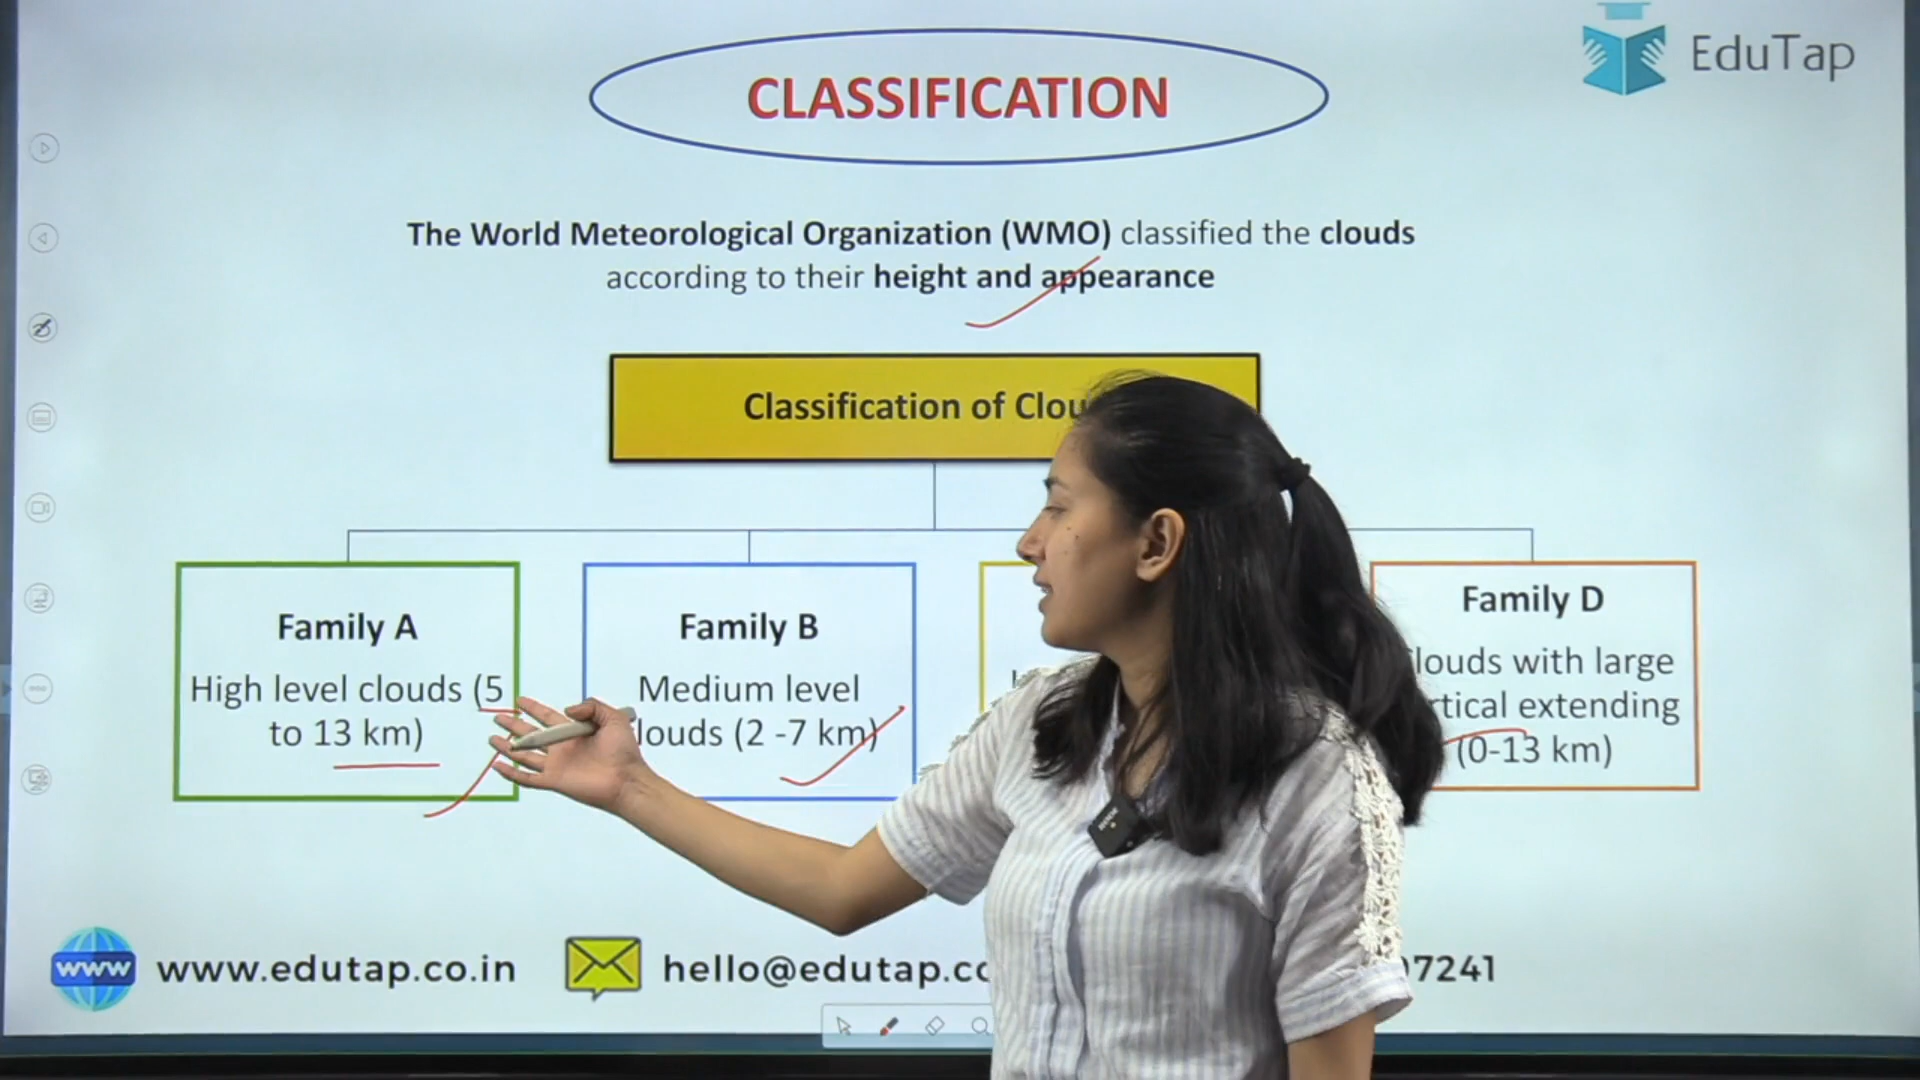 EduTap
CLASSIFICATION
The World Meteorological Organization (WMO) classified the clouds
according to their height and appearance
Classification of
Family A
High level clouds (5
to 13 km)
Family B
Medium level
louds (2 -7 km)
Family D
louds with large
rtical extending
(0-13 km)
www
www.edutap.co.in
hello@edutap.co
7241